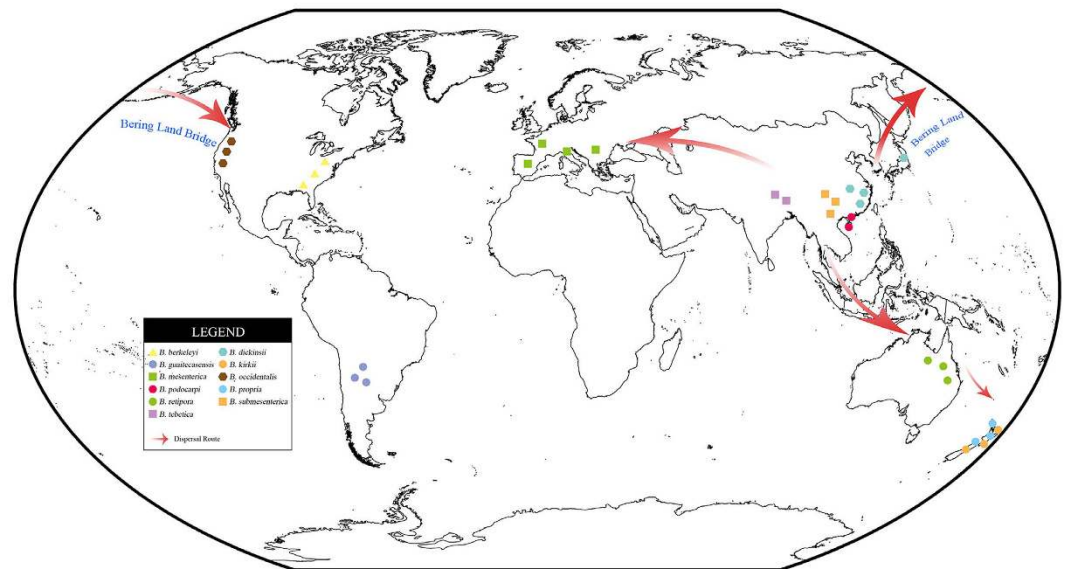 Bering Land Bridge
Bering Land
Bridge
LEGEND
B. berkeleyi
B. dickinsii
B. guaitecasensis
B. kirkii
B. mesenterica
B. occidentalis
B. podocarpi
B. propria
B. retipora
B. submesenterica
B. tebetica
Dispersal Route